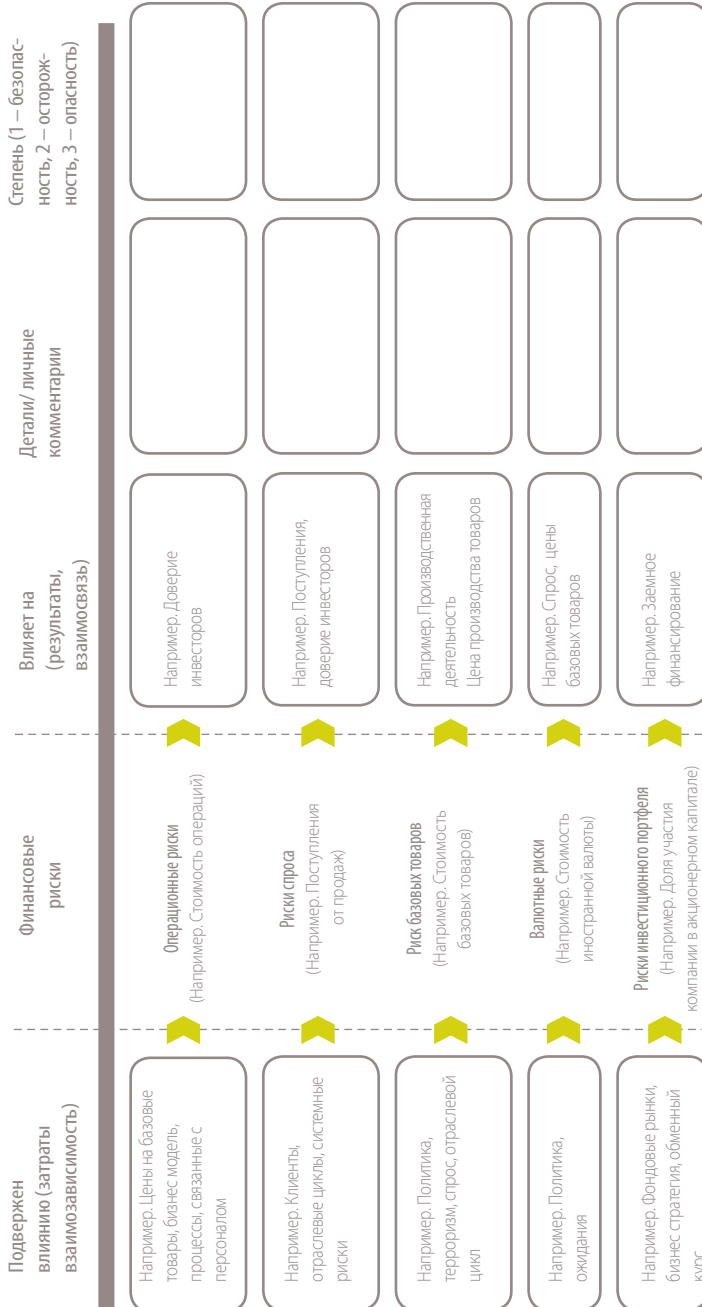 Подвержен
влиянию (затраты
взаимозависимость)
Финансовые
риски
Влияет на
(результаты,
взаимосвязь)
Детали/ личные
комментарии
Степень (1 – безопас-
ность, 2 – осторож-
ность, 3 – опасность)
Например. Цены на базовые
товары, бизнес модель,
процессы, связанные с
персоналом
Операционные риски
(Например. Стоимость операций)
Например. Доверие
инвесторов
Например. Клиенты,
отраслевые циклы, системные
риски
Риски спроса
(Например. Поступления
от продаж)
Например. Поступления,
доверие инвесторов
Например. Политика,
терроризм, спрос, отраслевой
цикл
Риск базовых товаров
(Например. Стоимость
базовых товаров)
Например. Производственная
деятельность
Цена производства товаров
Например. Политика,
ожидания
Валютные риски
(Например. Стоимость
иностранной валюты)
Например. Спрос, цены
базовых товаров
Например. Фондовые рынки,
бизнес стратегия, обменный
курс
Риски инвестиционного портфеля
(Например. Доля участия
компании в акционерном капитале)
Например. Заемное
финансирование